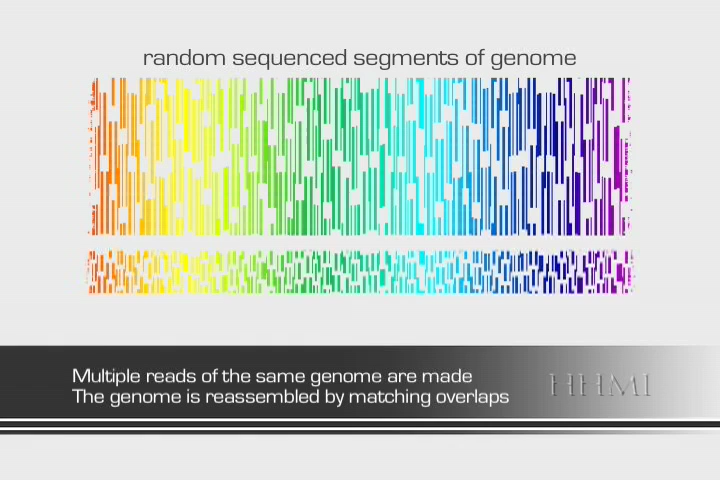 random sequenced segments of genome
Multiple reads of the same genome are made
The genome is reassembled by matching overlaps
HHMI